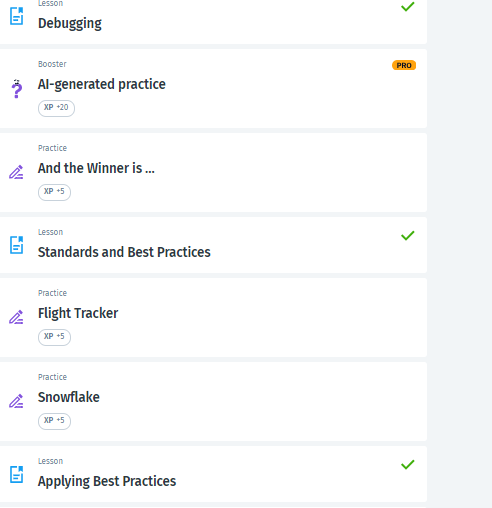 Lesson
Debugging
Booster
PRO
AI-generated practice
XP +20
Practice
And the Winner is ...
XP +5
Lesson
Standards and Best Practices
Practice
Flight Tracker
XP +5
Practice
Snowflake
XP +5
Lesson
Applying Best Practices